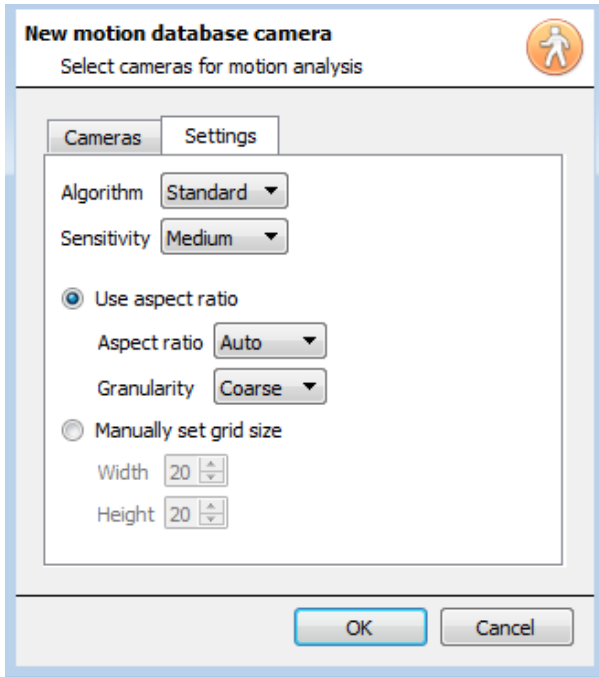 New motion database camera
Select cameras for motion analysis
Cameras Settings
Algorithm Standard
Sensitivity Medium
Use aspect ratio
Aspect ratio Auto
Granularity Coarse
Manually set grid size
Width 20
Height 20
OK Cancel